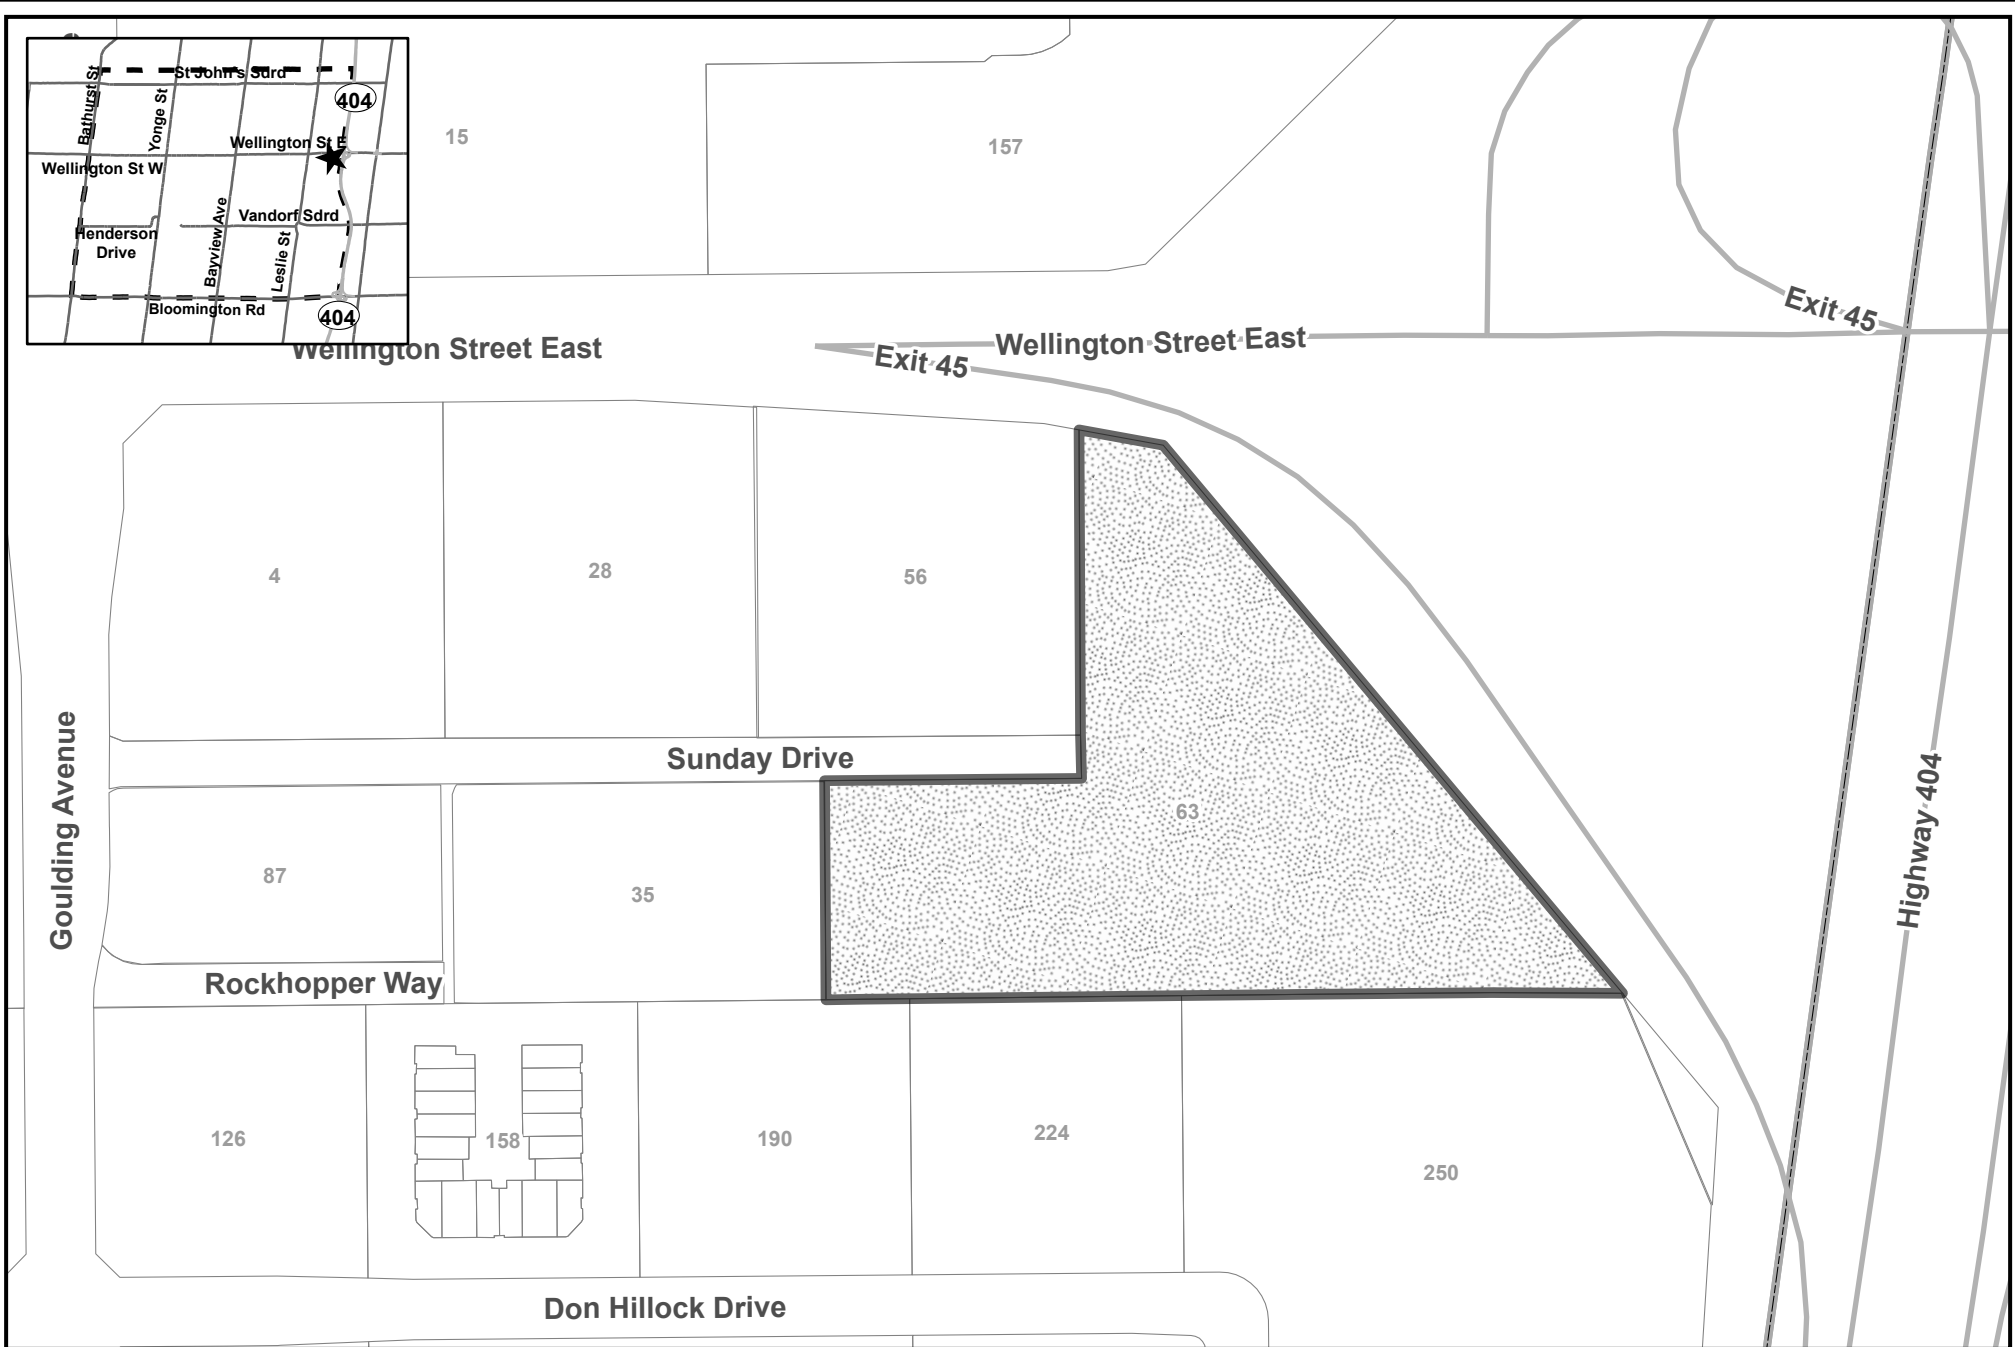 St John's Sdrd
Bathurst St
Yonge St
404
Wellington St E
Wellington St W
Vandorf Sdrd
Henderson
Drive
Bayview Ave
Leslie St
Bloomington Rd
404
15
157
Exit 45
Wellington Street East
Wellington Street East
Exit 45
4
28
56
Sunday Drive
63
Goulding Avenue
87
35
Highway 404
Rockhopper Way
126
158
190
224
250
Don Hillock Drive